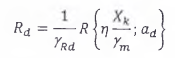 R_d = \frac{1}{\gamma_{Rd}} R \left\{ \eta \frac{X_k}{\gamma_m} ; a_d \right\}